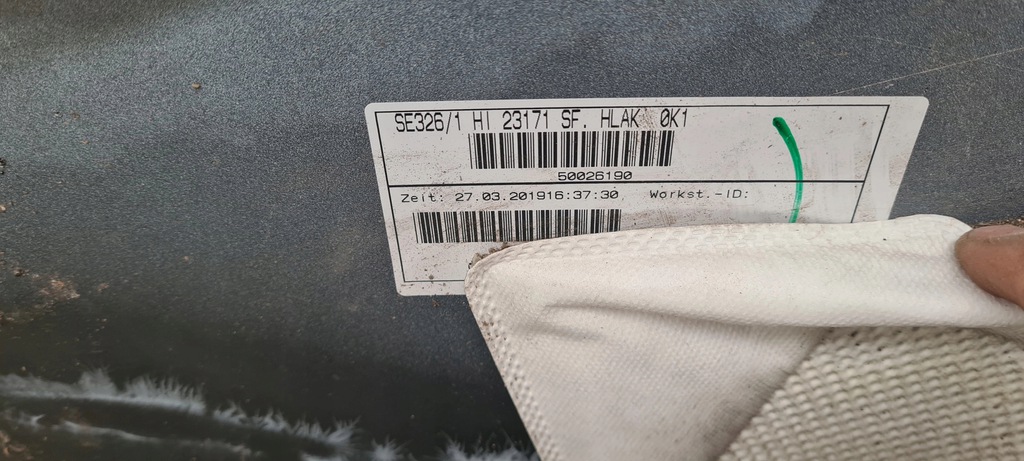 SE326/1 HI 23171 SF. HLAK 0K1
50026190
Zeit: 27.03.201916:37:30 Workst.-ID: